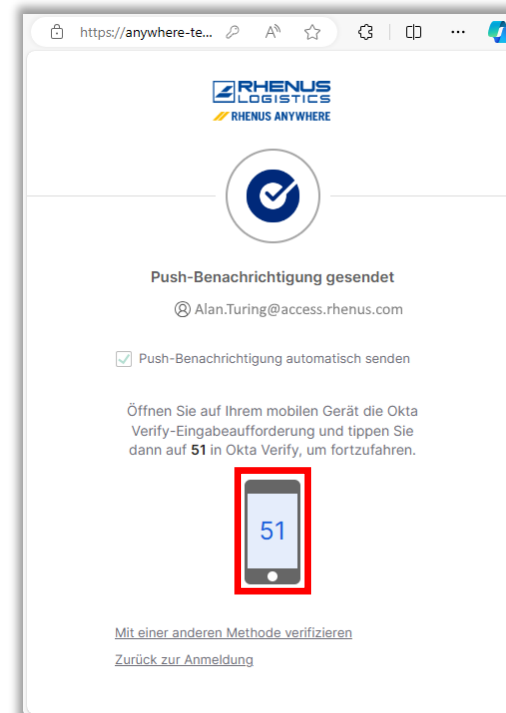 https://anywhere-te...
RHENUS
LOGISTICS
RHENUS ANYWHERE
Push-Benachrichtigung gesendet
Alan.Turing@access.rhenus.com
Push-Benachrichtigung automatisch senden
Öffnen Sie auf Ihrem mobilen Gerät die Okta
Verify-Eingabeaufforderung und tippen Sie
dann auf 51 in Okta Verify, um fortzufahren.
51
Mit einer anderen Methode verifizieren
Zurück zur Anmeldung